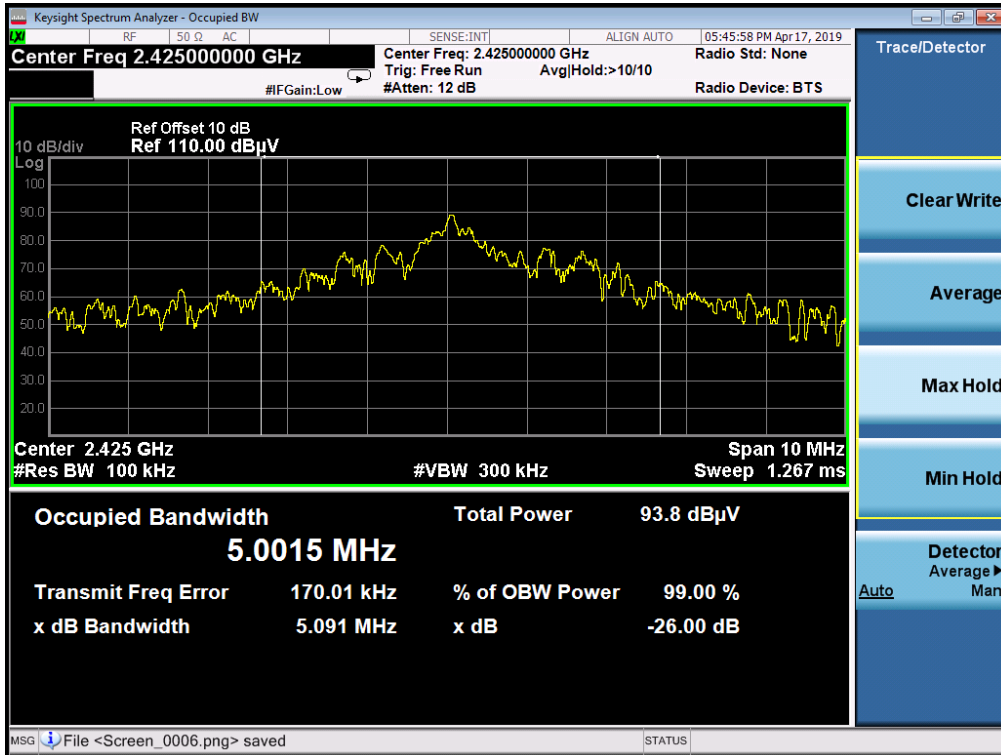 Keysight Spectrum Analyzer - Occupied BW
LXI RF 50 Ω AC SENSE:INT ALIGN AUTO 05:45:58 PM Apr 17, 2019
Center Freq 2.425000000 GHz
Center Freq: 2.425000000 GHz Radio Std: None
Trig: Free Run Avg|Hold:>10/10
#IFGain:Low #Atten: 12 dB Radio Device: BTS
Trace/Detector
Ref Offset 10 dB
10 dB/div Ref 110.00 dBµV
Log
100
90.0
80.0
70.0
60.0
50.0
40.0
30.0
20.0
Center 2.425 GHz Span 10 MHz
#Res BW 100 kHz #VBW 300 kHz Sweep 1.267 ms
Occupied Bandwidth Total Power 93.8 dBµV
5.0015 MHz
Transmit Freq Error 170.01 kHz % of OBW Power 99.00 %
x dB Bandwidth 5.091 MHz x dB -26.00 dB
Clear Write
Average
Max Hold
Min Hold
Detector
Average
Auto Man
MSG File <Screen_0006.png> saved STATUS